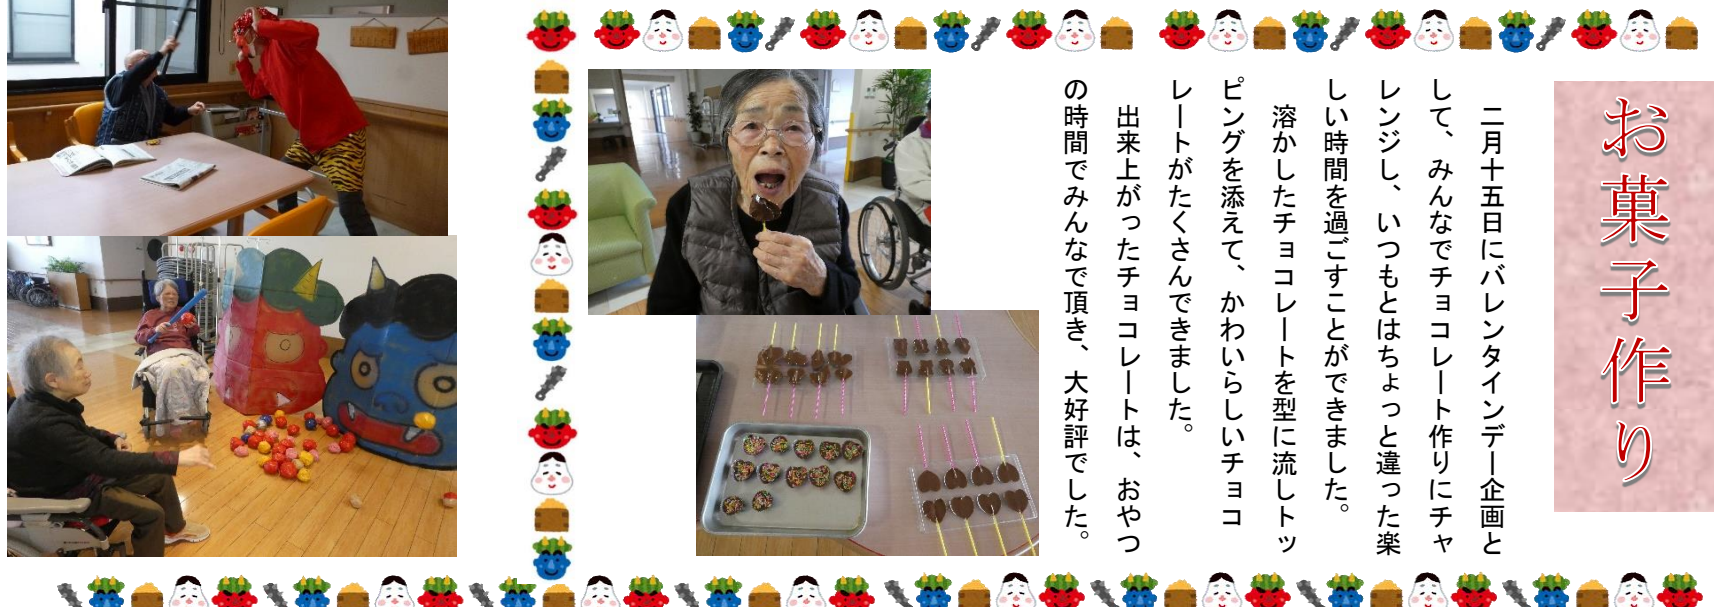 お菓子作り
二月十五日にバレンタインデー企画と
して、みんなでチョコレート作りにチャ
レンジし、いつもとはちょっと違った楽
しい時間を過ごすことができました。
溶かしたチョコレートを型に流しトッ
ピングを添えて、かわいらしいチョコ
レートがたくさんできました。
出来上がったチョコレートは、おやつ
の時間でみんなで頂き、大好評でした。